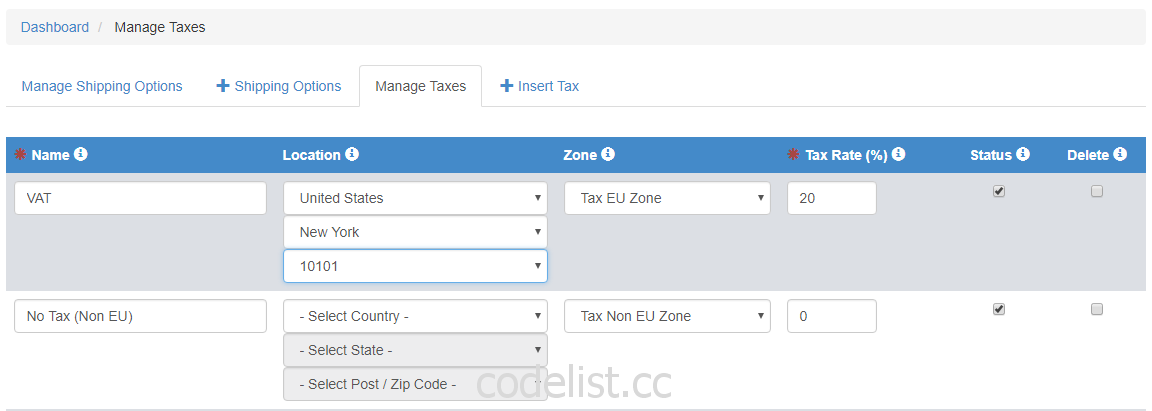 Dashboard / Manage Taxes
Manage Shipping Options + Shipping Options Manage Taxes + Insert Tax
* Name Location Zone * Tax Rate (%) Status Delete
VAT United States Tax EU Zone 20
New York
10101
No Tax (Non EU) - Select Country - Tax Non EU Zone 0
- Select State -
- Select Post / Zip Code -
codelist.cc